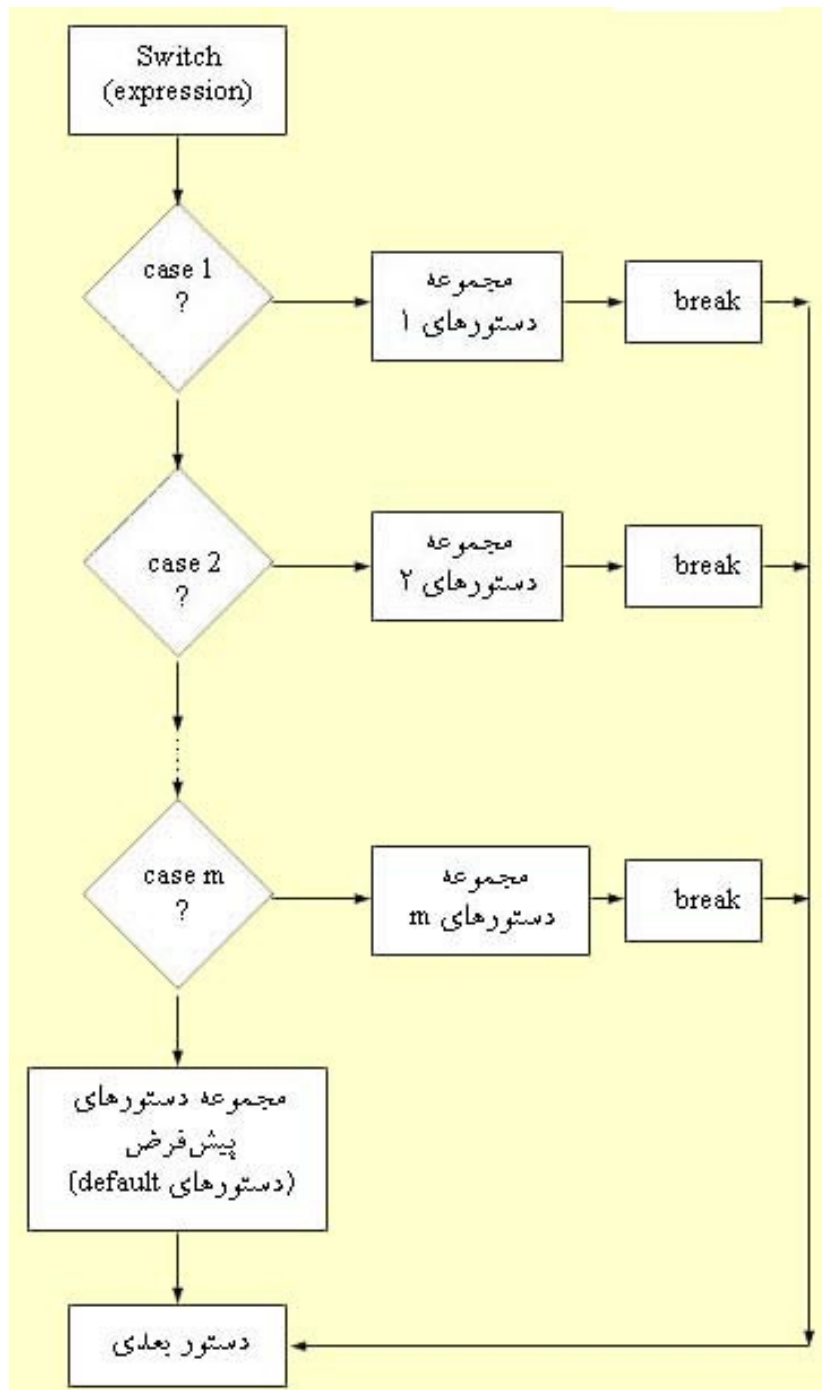 Switch
(expression)
case 1
?
مجموعه
دستورهای ۱
break
case 2
?
مجموعه
دستورهای ۲
break
case m
?
مجموعه
دستورهای m
break
مجموعه دستورهای
پیش‌فرض
(دستورهای default)
دستور بعدی